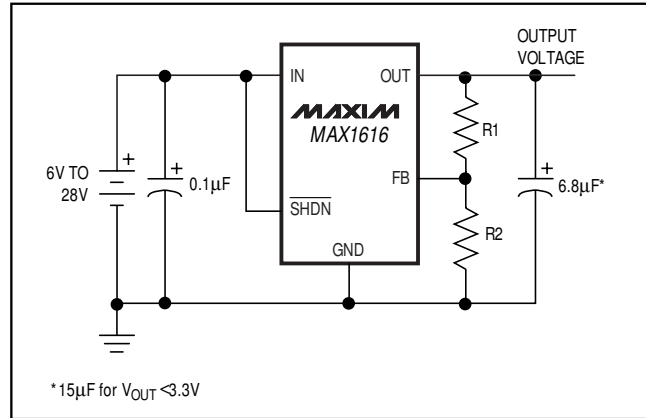 OUTPUT
VOLTAGE
IN
OUT
MAXIM
MAX1616
R1
+
6V TO
28V
+
0.1μF
FB
+
6.8μF*
SHDN
R2
GND
*15μF for VOUT <3.3V